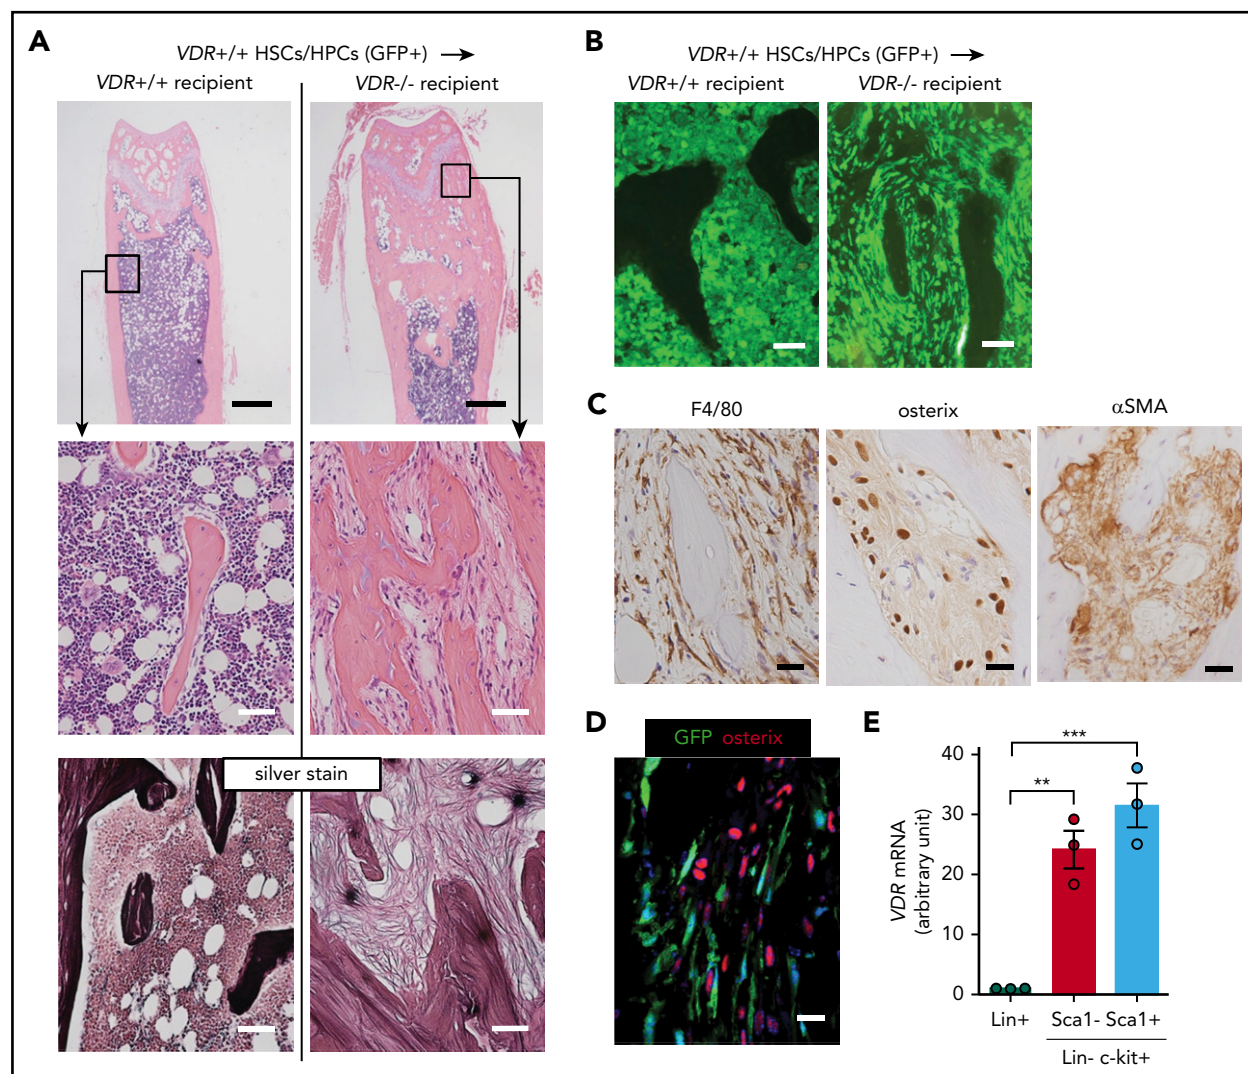 A
VDR+/+ HSCs/HPCs (GFP+)
VDR+/+ recipient
VDR-/- recipient
silver stain
B
VDR+/+ HSCs/HPCs (GFP+)
VDR+/+ recipient
VDR-/- recipient
C
F4/80
osterix
αSMA
D
GFP osterix
E
VDR mRNA
(arbitrary unit)
40
30
20
10
0
**
***
Lin+
Sca1- Sca1+
Lin- c-kit+